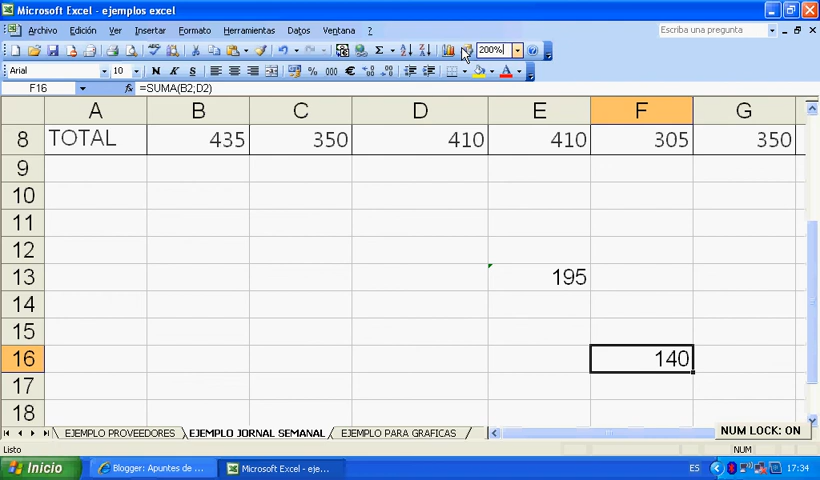 Microsoft Excel - ejemplos excel
Archivo Edición Ver Insertar Formato Herramientas Datos Ventana ? Escriba una pregunta
Σ 200% ?
Arial 10 N K S % 000 €
F16 fx =SUMA(B2;D2)
A B C D E F G
8 TOTAL 435 350 410 410 305 350
9
10
11
12
13 195
14
15
16 140
17
18
EJEMPLO PROVEEDORES EJEMPLO JORNAL SEMANAL EJEMPLO PARA GRAFICAS NUM LOCK: ON
Listo NUM
Inicio Blogger: Apuntes de ... Microsoft Excel - eje... ES 17:34